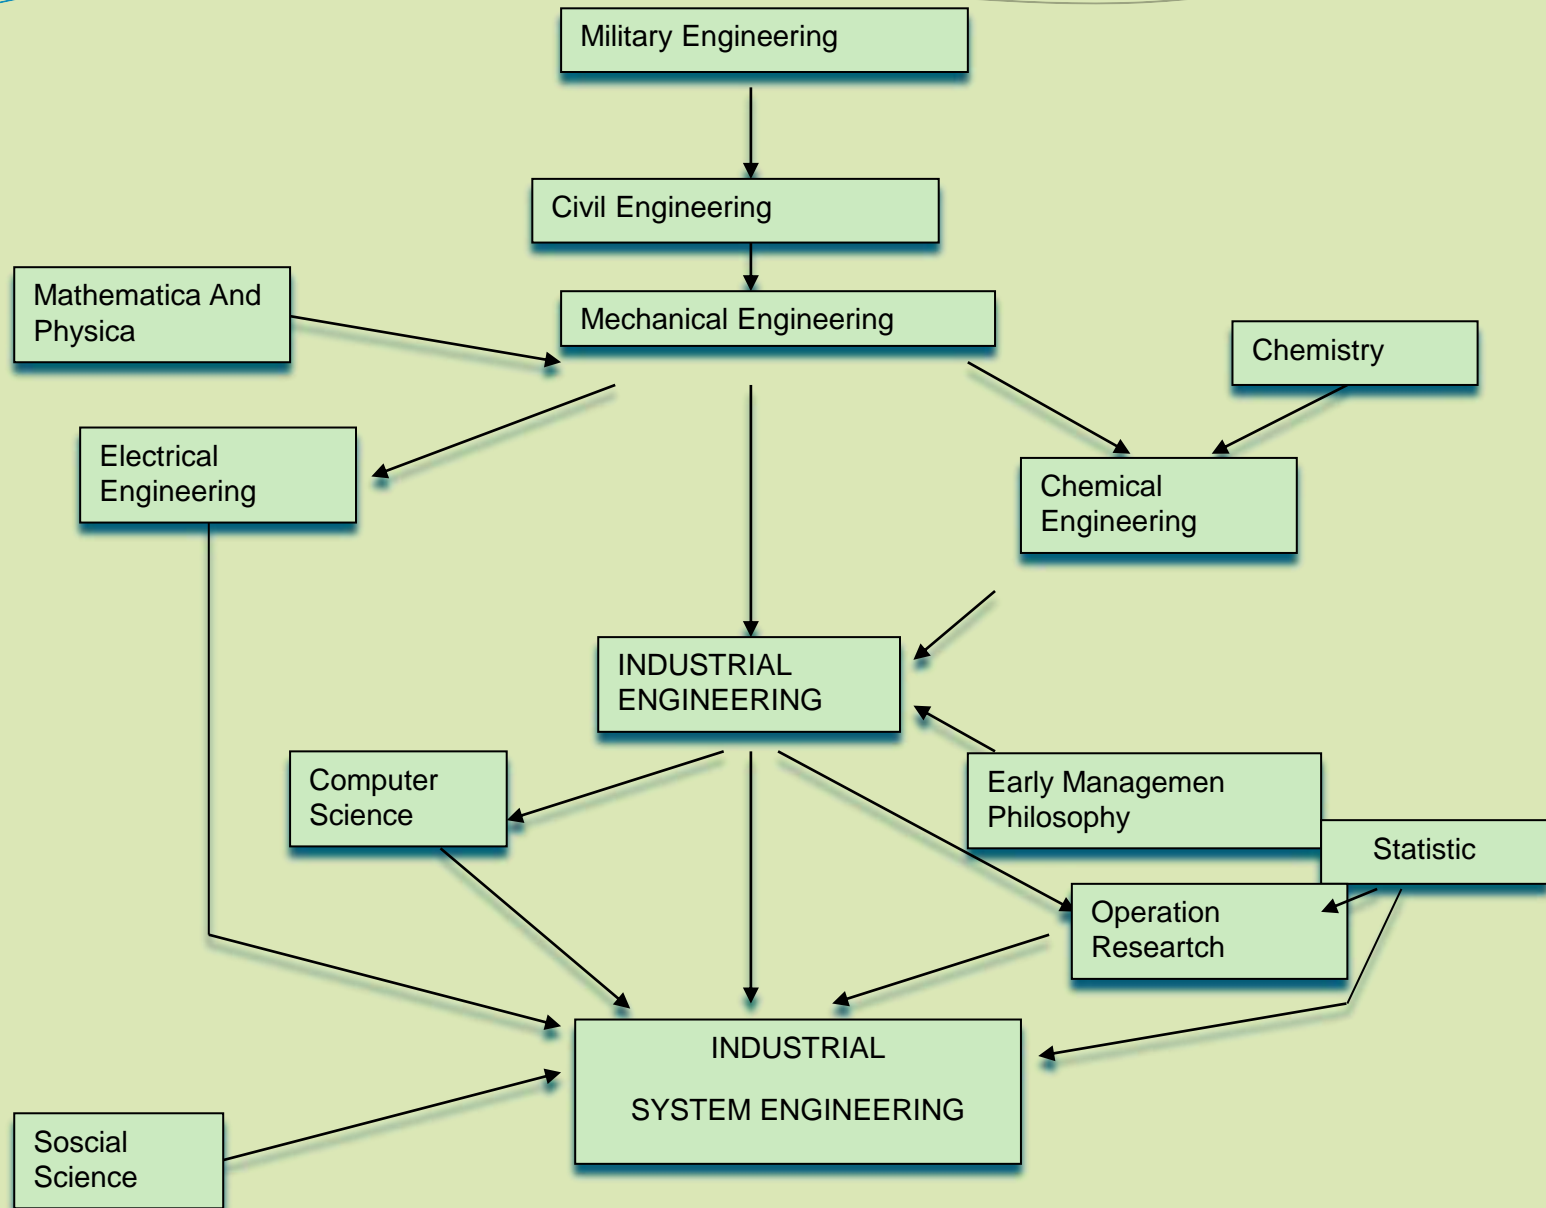 Military Engineering
Civil Engineering
Mathematica And
Physica
Mechanical Engineering
Chemistry
Electrical
Engineering
Chemical
Engineering
INDUSTRIAL
ENGINEERING
Computer
Science
Early Managemen
Philosophy
Statistic
Operation
Researtch
INDUSTRIAL
SYSTEM ENGINEERING
Soscial
Science